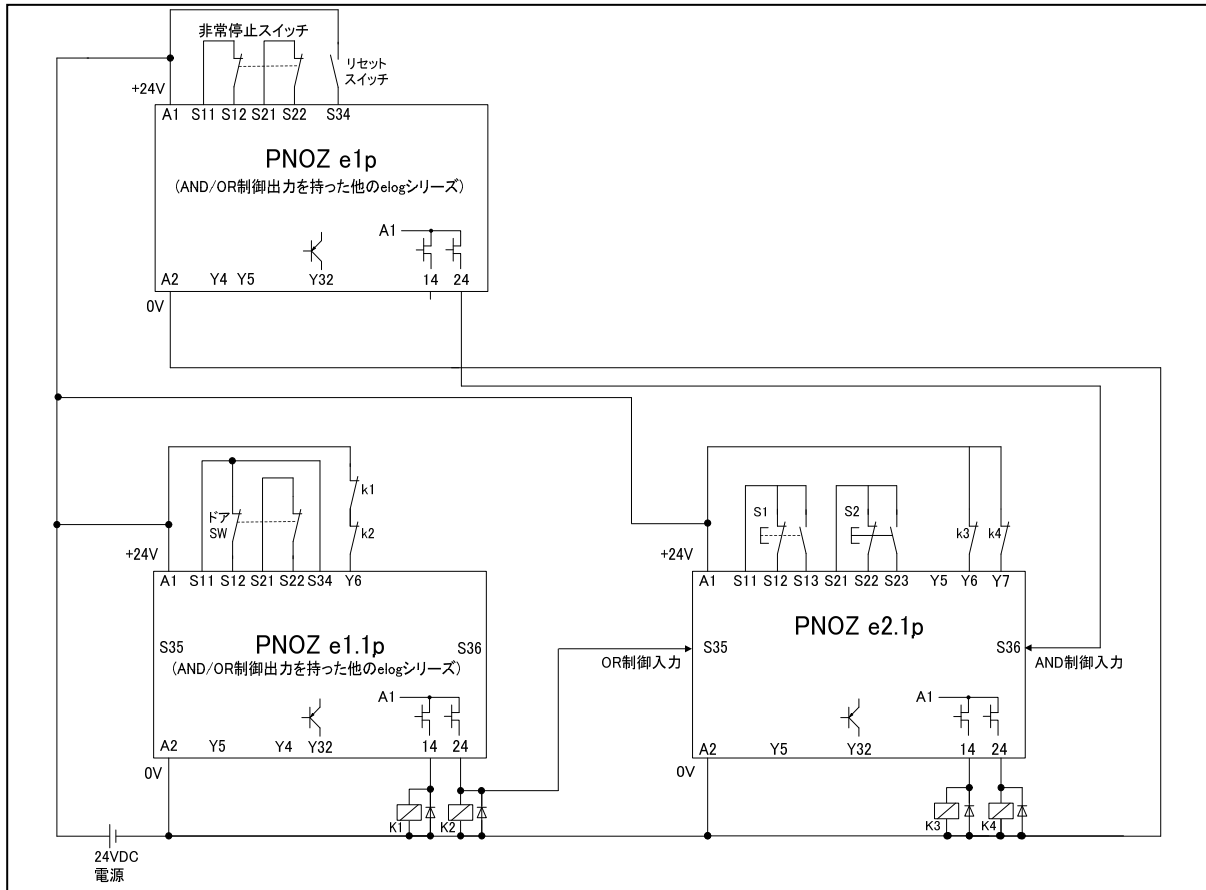 非常停止スイッチ
リセット
スイッチ
+24V
A1 S11 S12 S21 S22 S34
PNOZ e1p
(AND/OR制御出力を持った他のelogシリーズ)
A1
A2 Y4 Y5 Y32 14 24
0V
k1
ドア
SW
k2
+24V
A1 S11 S12 S21 S22 S34 Y6
PNOZ e1.1p
S35 S36
(AND/OR制御出力を持った他のelogシリーズ)
A1
A2 Y5 Y4 Y32 14 24
0V
K1 K2
24VDC
電源
OR制御入力
S1 S2
k3 k4
+24V
A1 S11 S12 S13 S21 S22 S23 Y5 Y6 Y7
PNOZ e2.1p
S35 S36
AND制御入力
A1
A2 Y5 Y32 14 24
0V
K3 K4